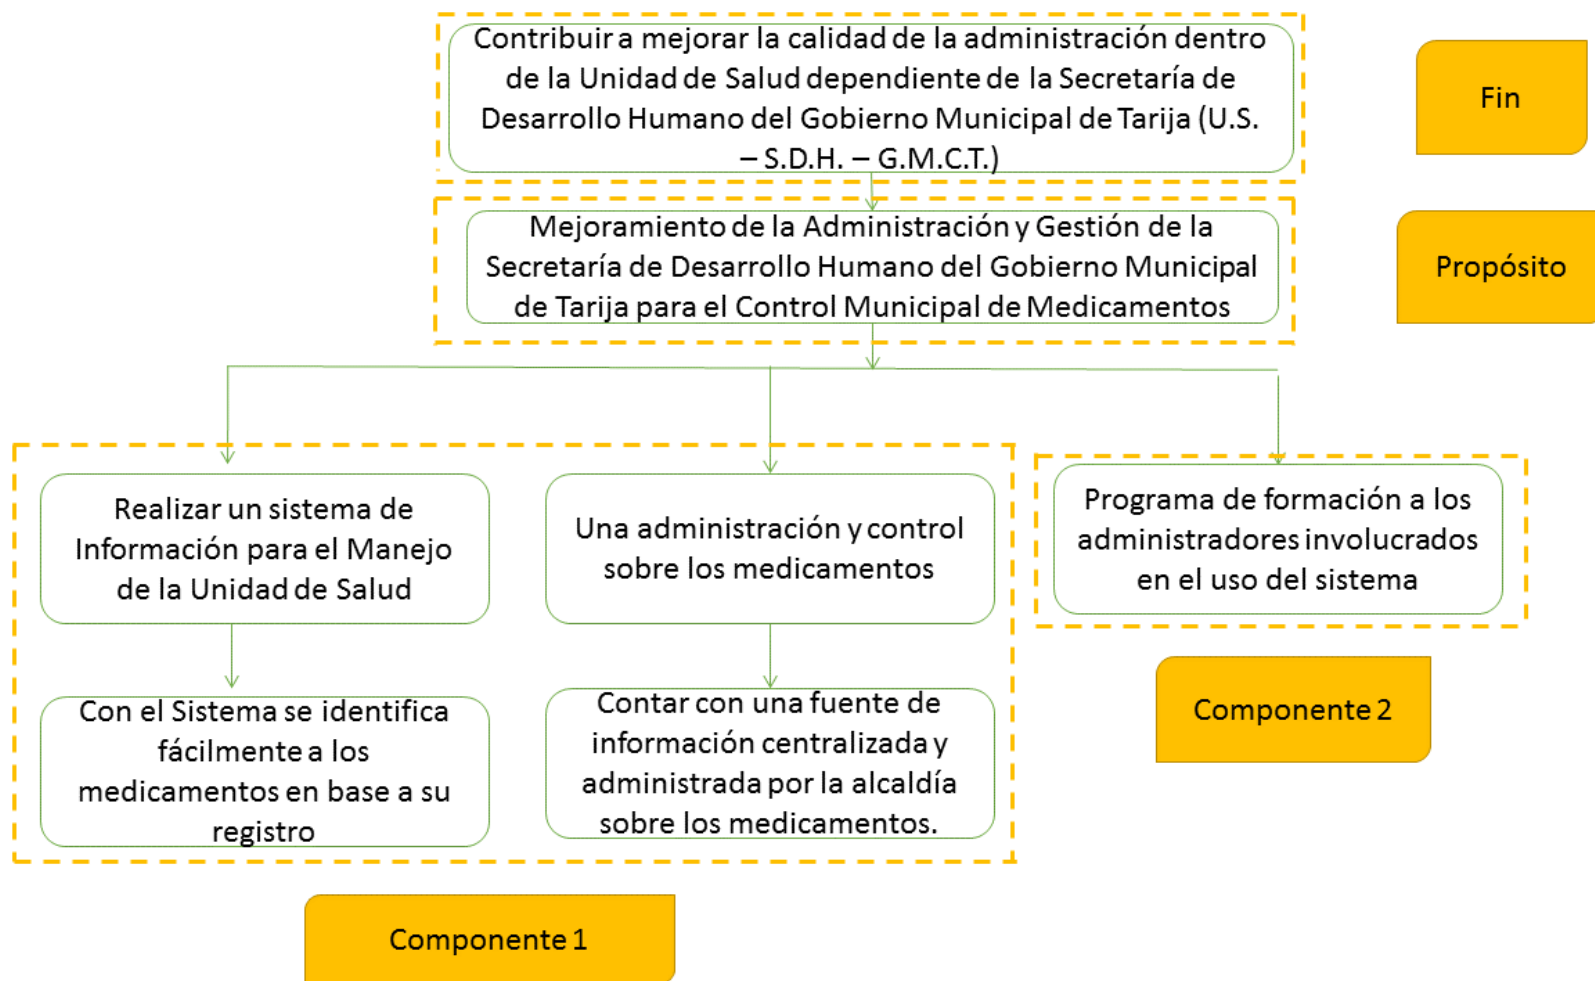 Contribuir a mejorar la calidad de la administración dentro
de la Unidad de Salud dependiente de la Secretaría de
Desarrollo Humano del Gobierno Municipal de Tarija (U.S.
– S.D.H. – G.M.C.T.)
Fin
Mejoramiento de la Administración y Gestión de la
Secretaría de Desarrollo Humano del Gobierno Municipal
de Tarija para el Control Municipal de Medicamentos
Propósito
Realizar un sistema de
Información para el Manejo
de la Unidad de Salud
Una administración y control
sobre los medicamentos
Programa de formación a los
administradores involucrados
en el uso del sistema
Con el Sistema se identifica
fácilmente a los
medicamentos en base a su
registro
Contar con una fuente de
información centralizada y
administrada por la alcaldía
sobre los medicamentos.
Componente 2
Componente 1